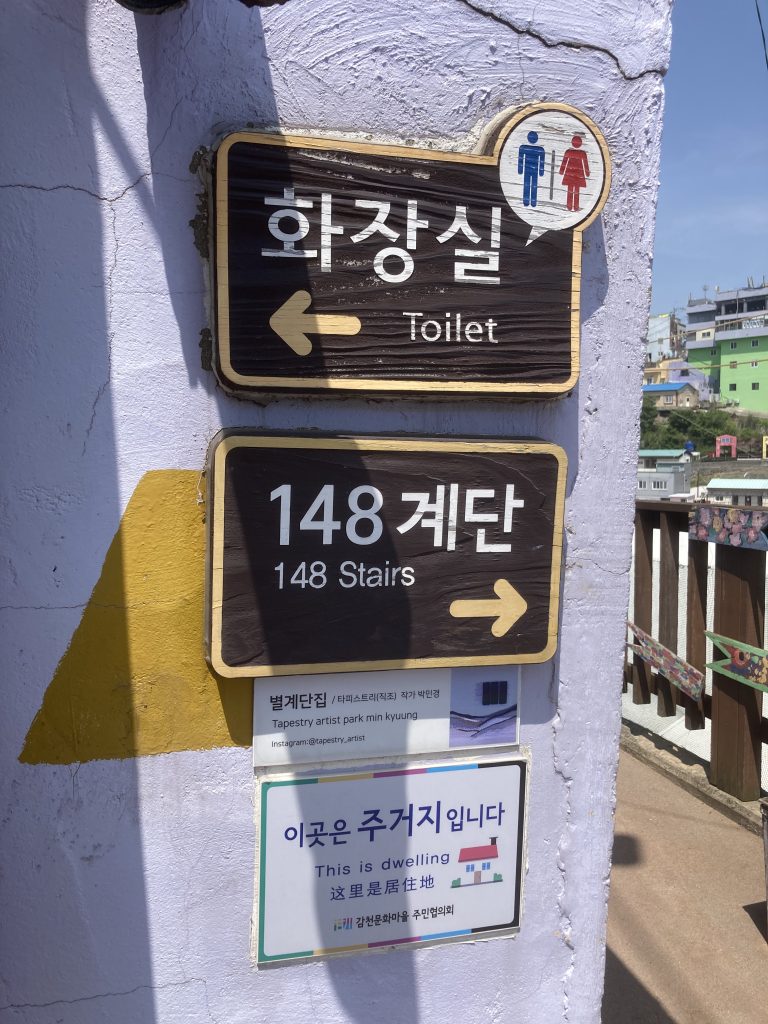 화장실
Toilet
148계단
148 Stairs
별계단집 / 타피스트리(직조) 작가 박민경
Tapestry artist park min kyuung
Instagram:@tapestry_artist
이곳은 주거지입니다
This is dwelling
这里是居住地
감천문화마을 주민협의회